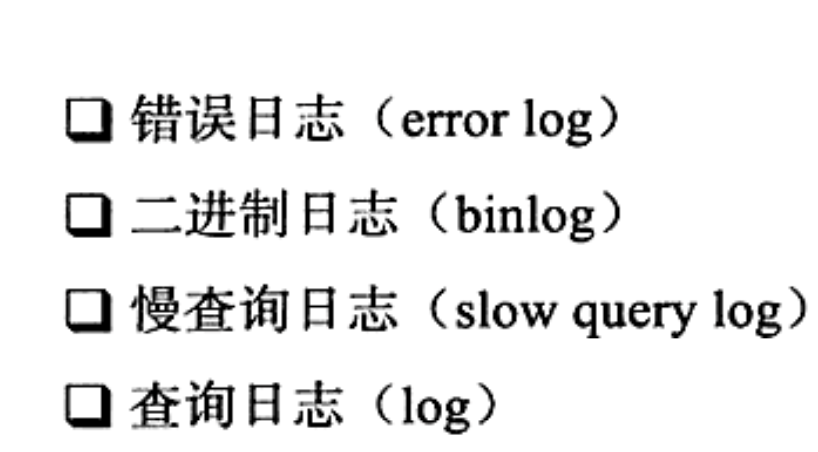 ❑ 错误日志（error log）
❑ 二进制日志（binlog）
❑ 慢查询日志（slow query log）
❑ 查询日志（log）